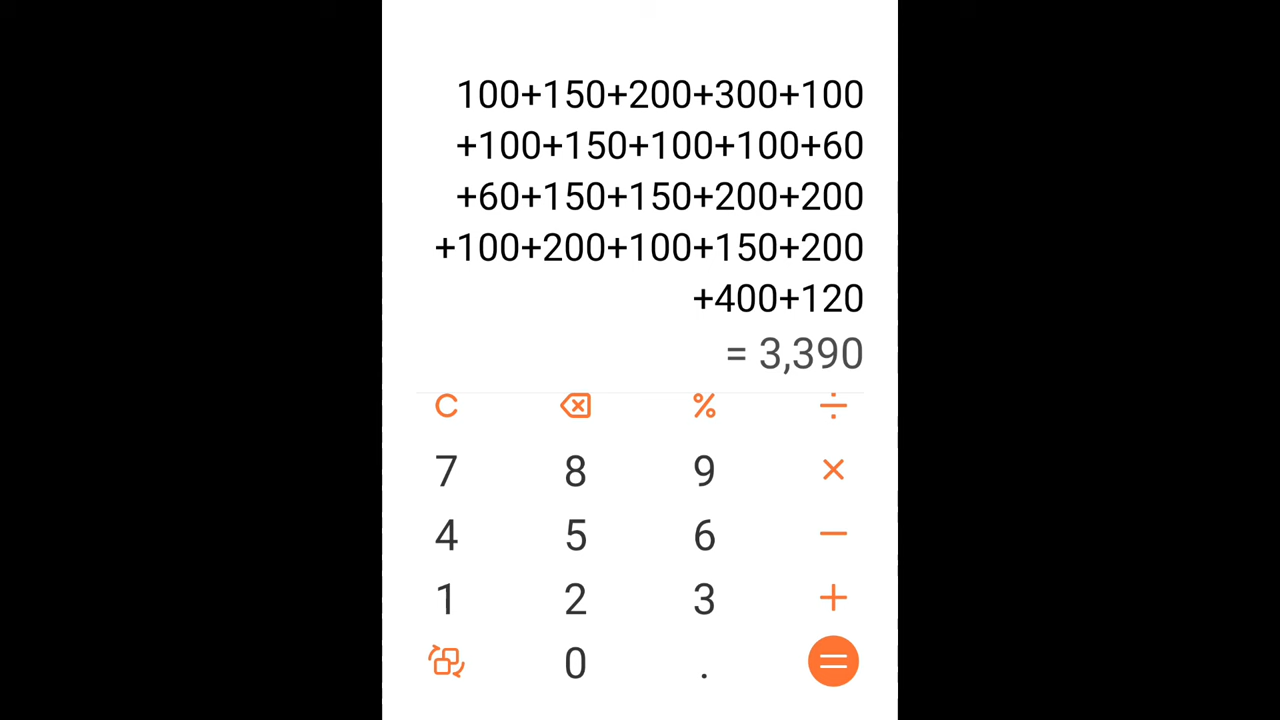 100+150+200+300+100
+100+150+100+100+60
+60+150+150+200+200
+100+200+100+150+200
+400+120
= 3,390
C % ÷
7 8 9 ×
4 5 6 −
1 2 3 +
0 . =